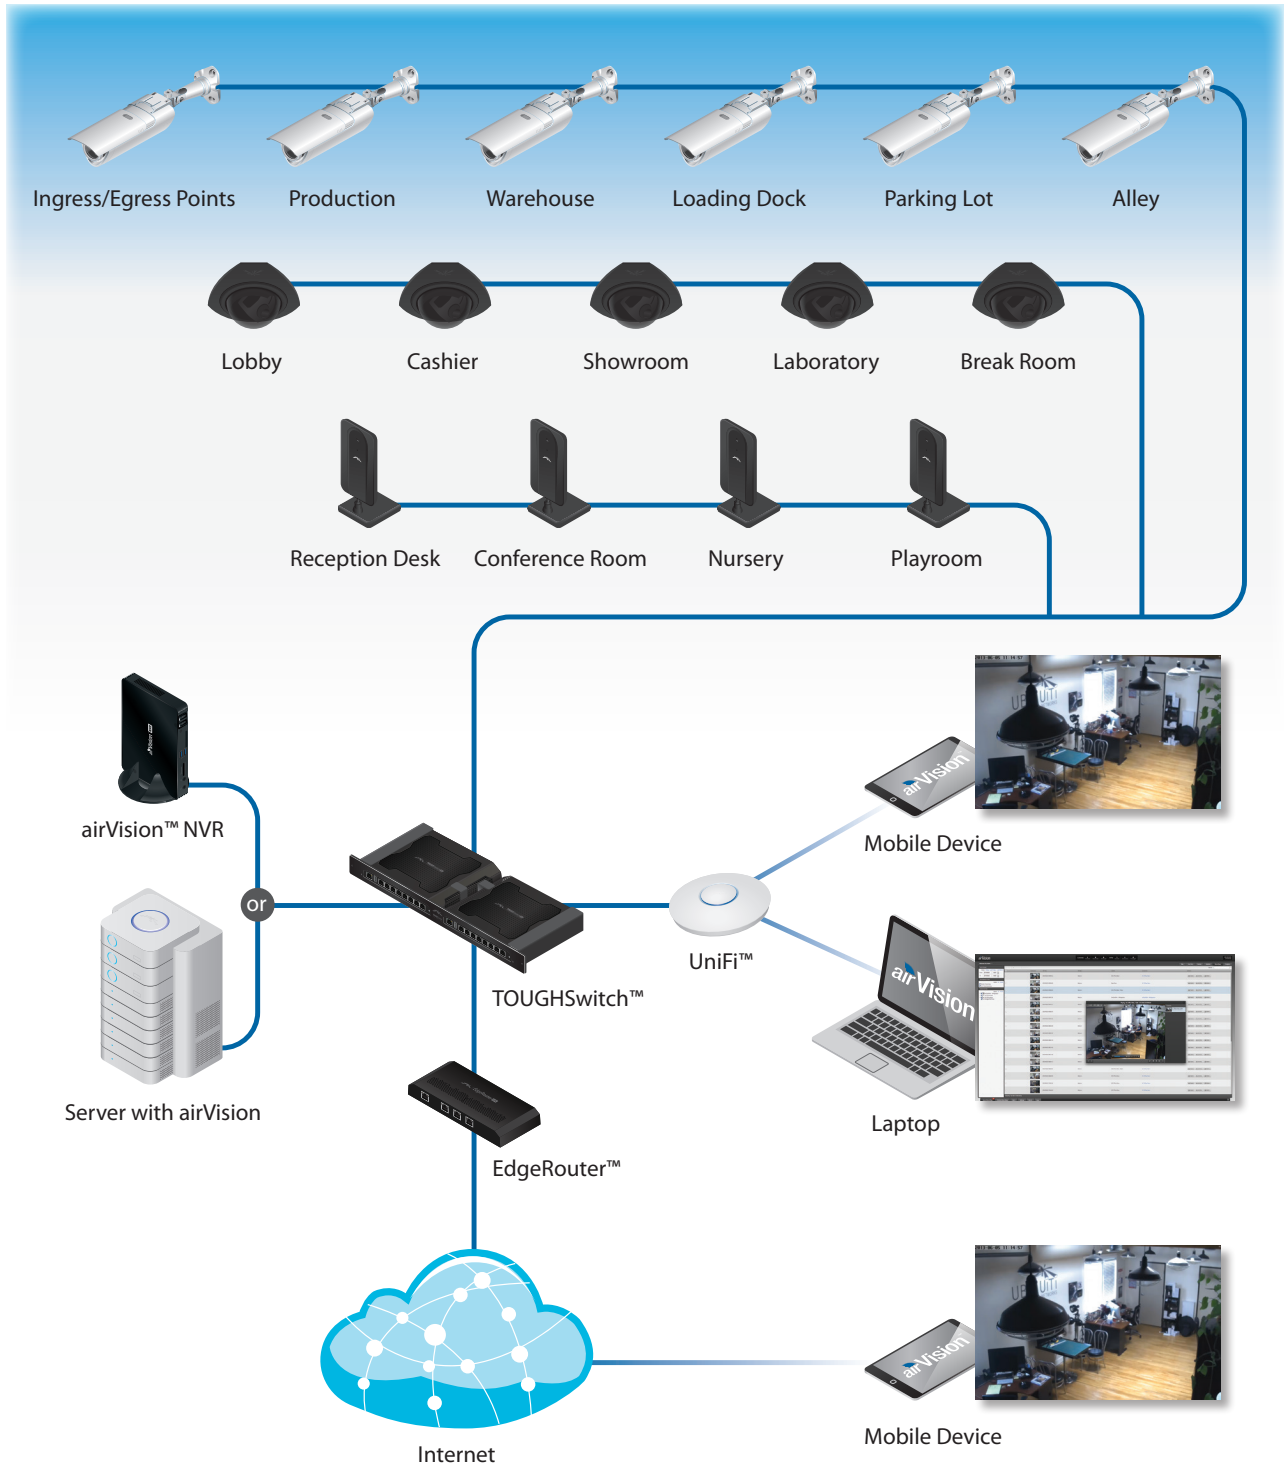 Ingress/Egress Points
Production
Warehouse
Loading Dock
Parking Lot
Alley
Lobby
Cashier
Showroom
Laboratory
Break Room
Reception Desk
Conference Room
Nursery
Playroom
airVision™ NVR
airVision
Mobile Device
or
UniFi™
TOUGHSwitch™
airVision
Server with airVision
Laptop
EdgeRouter™
airVision
Mobile Device
Internet